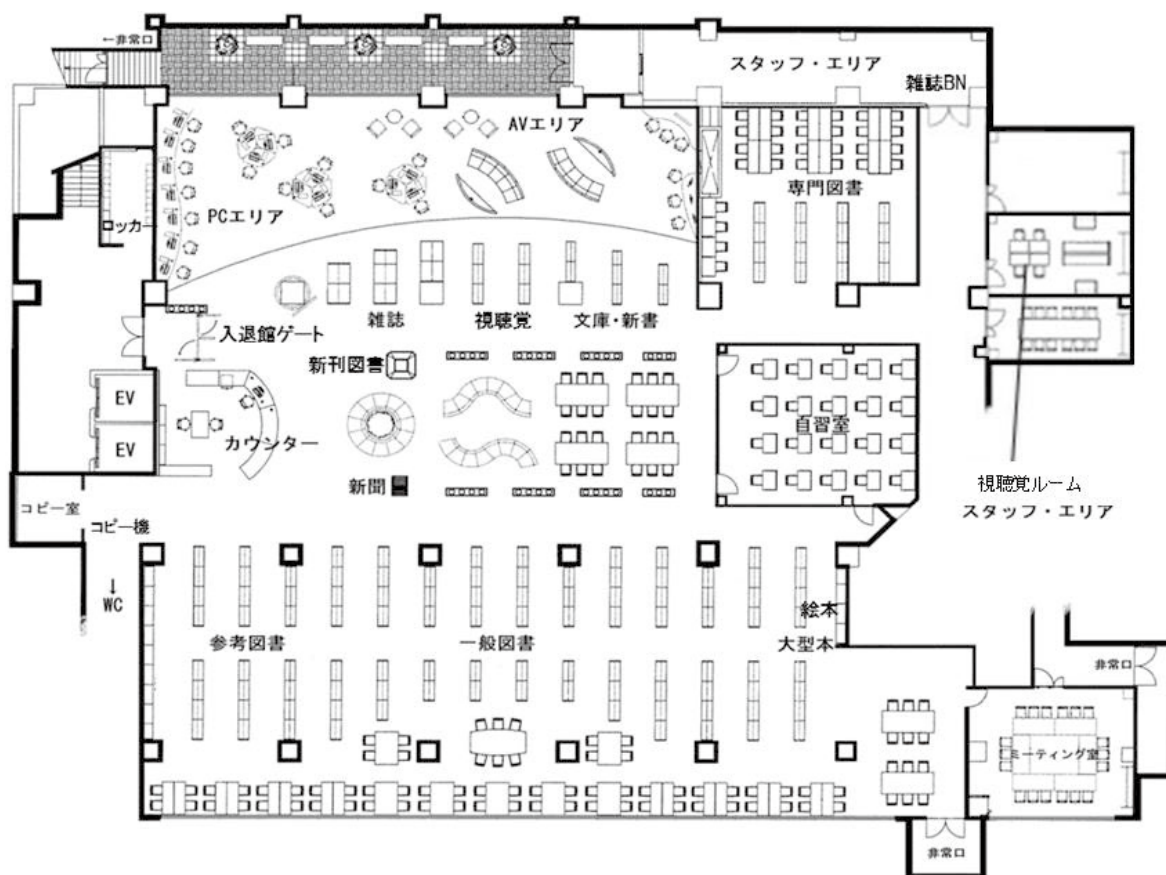 ←非常口
スタッフ・エリア
雑誌BN
AVエリア
専門図書
PCエリア
ロッカー
入退館ゲート
雑誌
視聴覚
文庫・新書
新刊図書
EV
カウンター
自習室
EV
新聞
視聴覚ルーム
スタッフ・エリア
コピー室
コピー機
↓
WC
絵本
参考図書
一般図書
大型本
非常口
ミーティング室
非常口